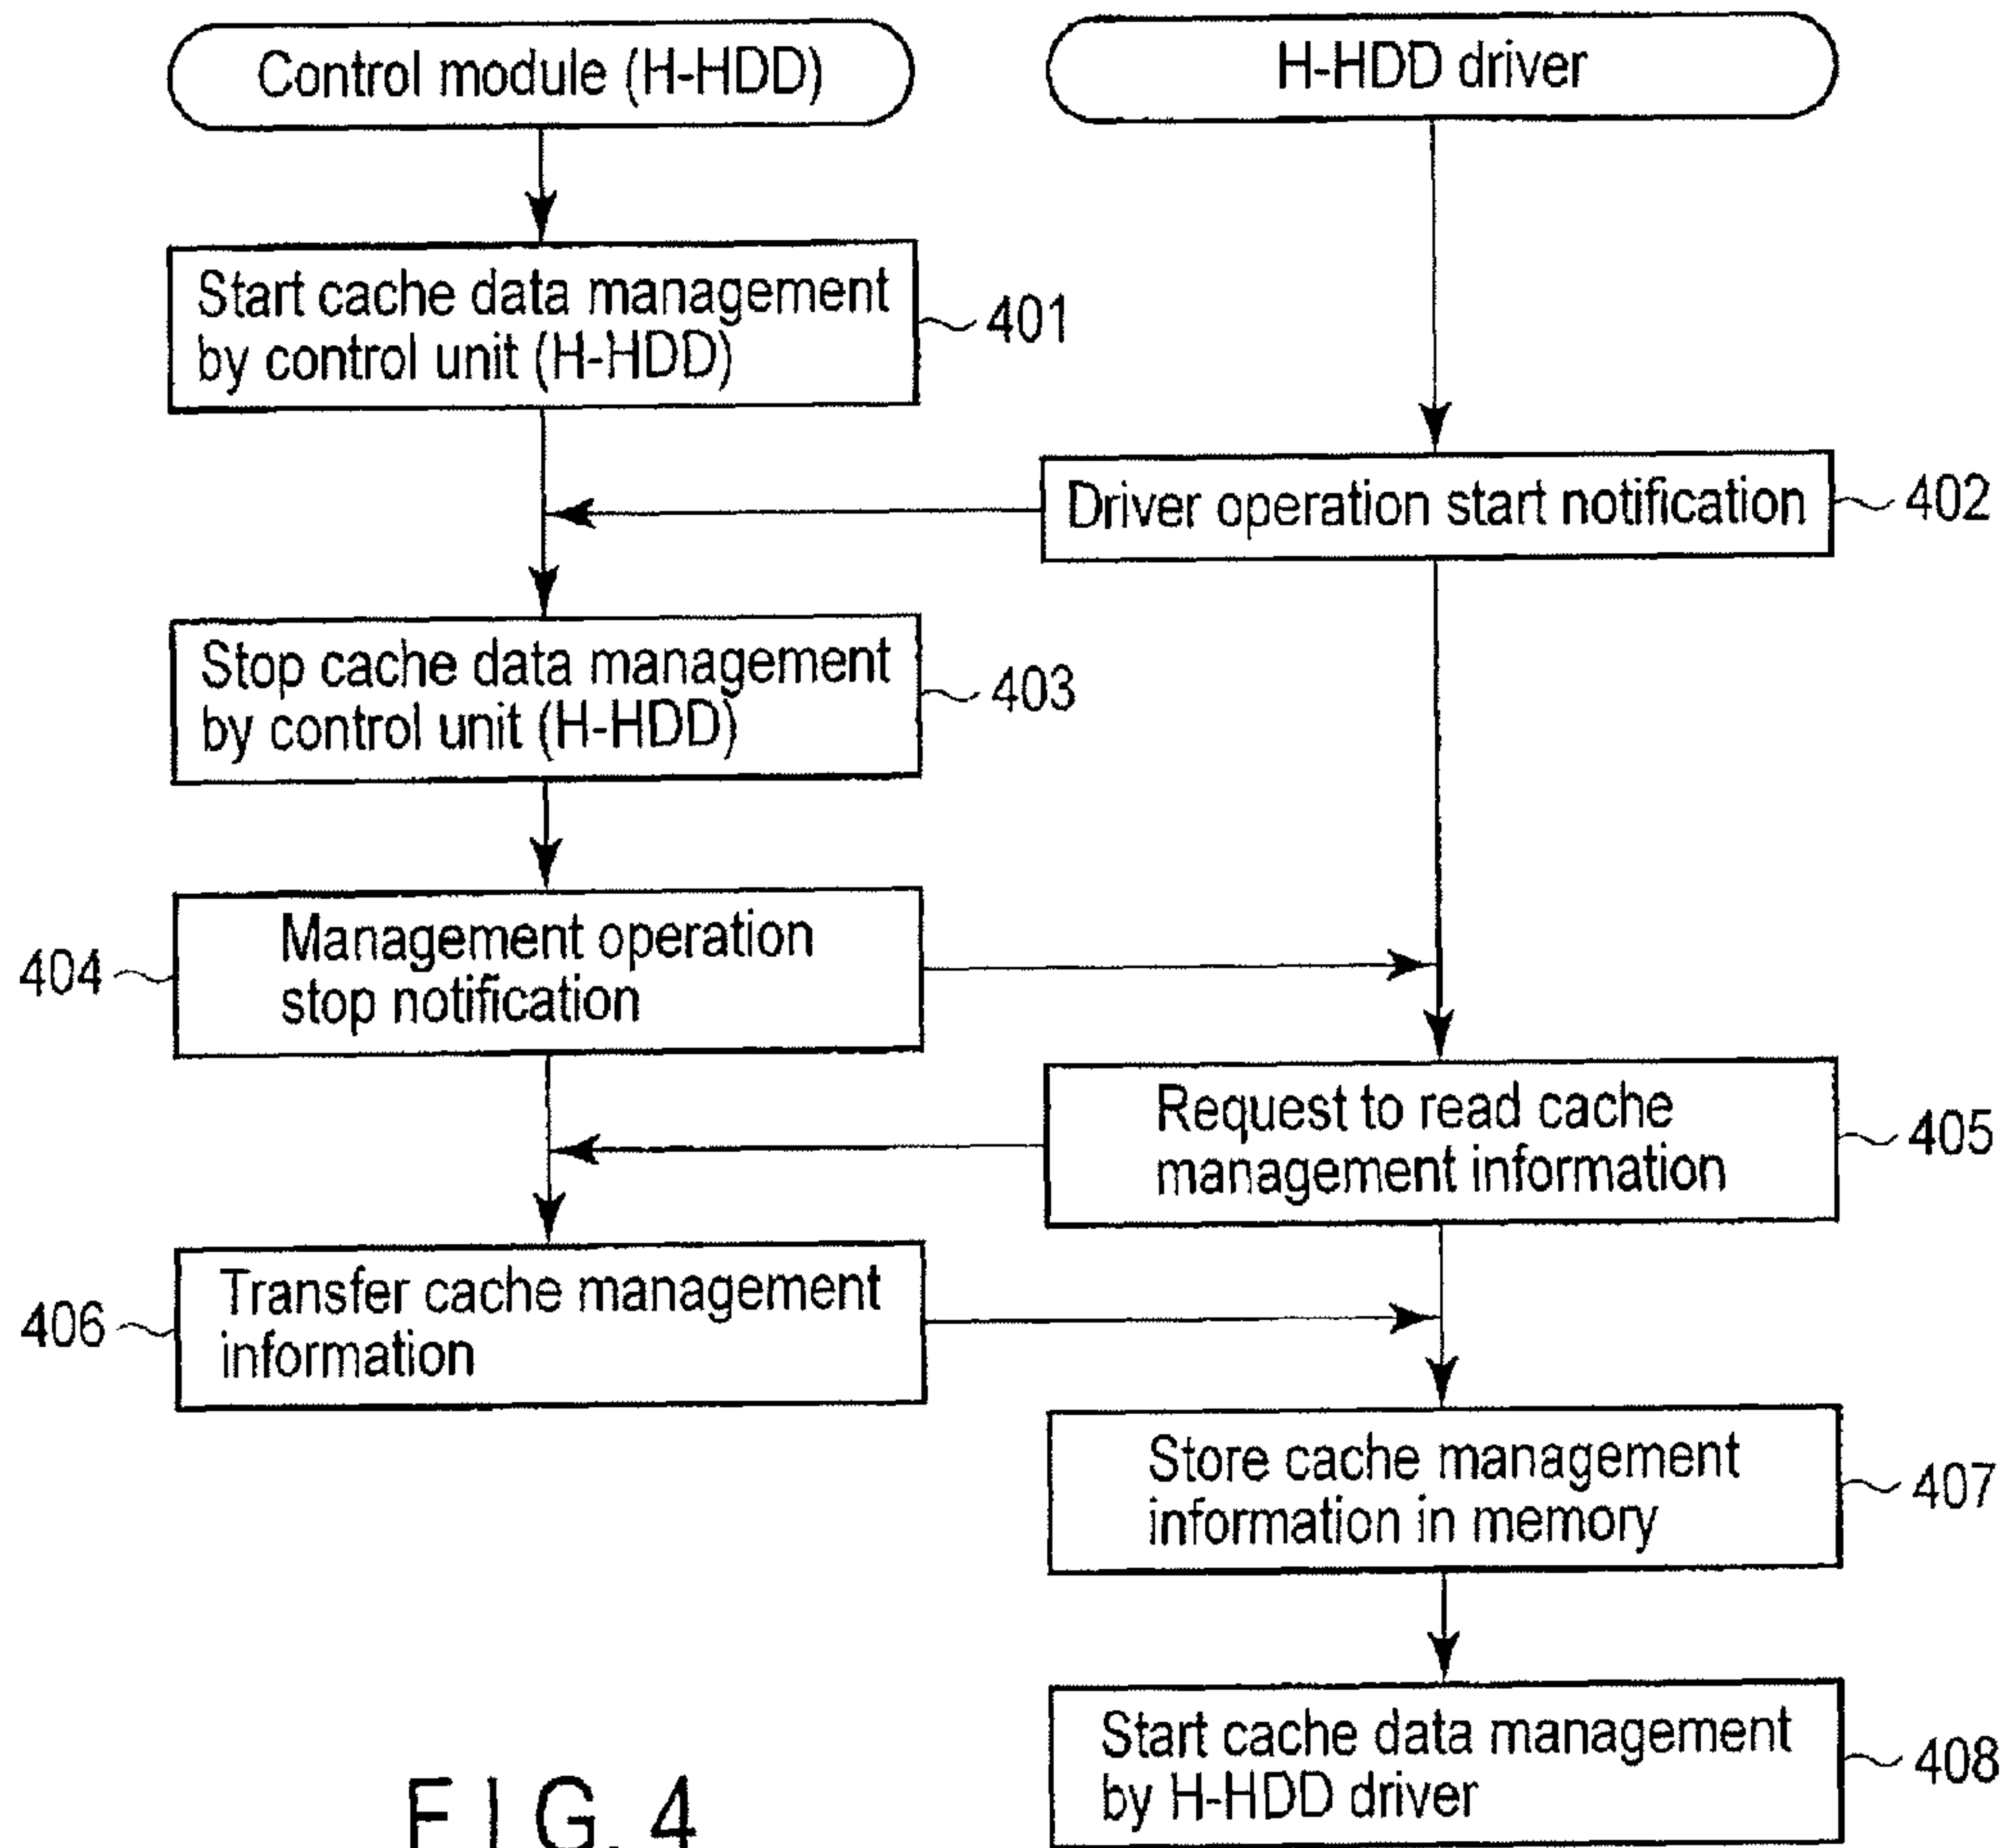 Control module (H-HDD)
H-HDD driver
Start cache data management
by control unit (H-HDD)
401
Driver operation start notification
402
Stop cache data management
by control unit (H-HDD)
403
404
Management operation
stop notification
Request to read cache
management information
405
406
Transfer cache management
information
Store cache management
information in memory
407
Start cache data management
by H-HDD driver
408
FIG. 4